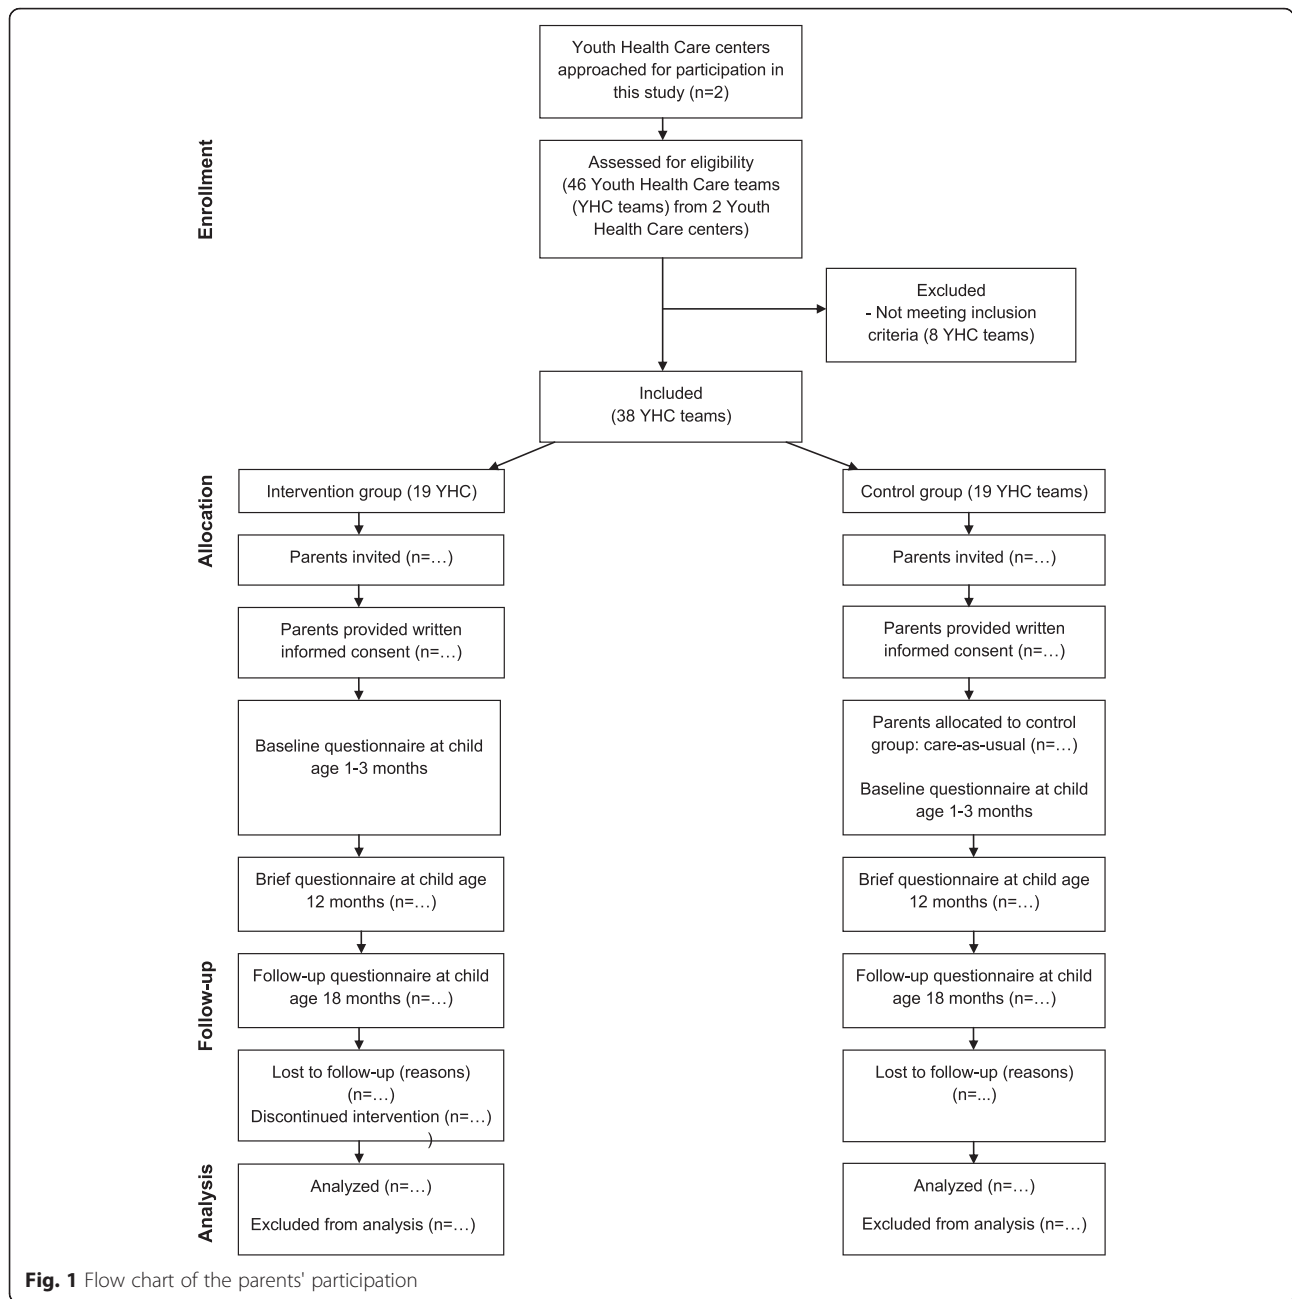 Youth Health Care centers
approached for participation in
this study (n=2)
Enrollment
Assessed for eligibility
(46 Youth Health Care teams
(YHC teams) from 2 Youth
Health Care centers)
Excluded
- Not meeting inclusion
criteria (8 YHC teams)
Included
(38 YHC teams)
Allocation
Intervention group (19 YHC)
Parents invited (n=…)
Parents provided written
informed consent (n=…)
Baseline questionnaire at child
age 1-3 months
Brief questionnaire at child age
12 months (n=…)
Control group (19 YHC teams)
Parents invited (n=…)
Parents provided written
informed consent (n=…)
Parents allocated to control
group: care-as-usual (n=…)
Baseline questionnaire at child
age 1-3 months
Brief questionnaire at child age
12 months (n=…)
Follow-up
Follow-up questionnaire at child
age 18 months (n=…)
Lost to follow-up (reasons)
(n=…)
Discontinued intervention (n=…)
)
Follow-up questionnaire at child
age 18 months (n=…)
Lost to follow-up (reasons)
(n=...)
Analysis
Analyzed (n=…)
Excluded from analysis (n=…)
Analyzed (n=…)
Excluded from analysis (n=…)
Fig. 1 Flow chart of the parents' participation